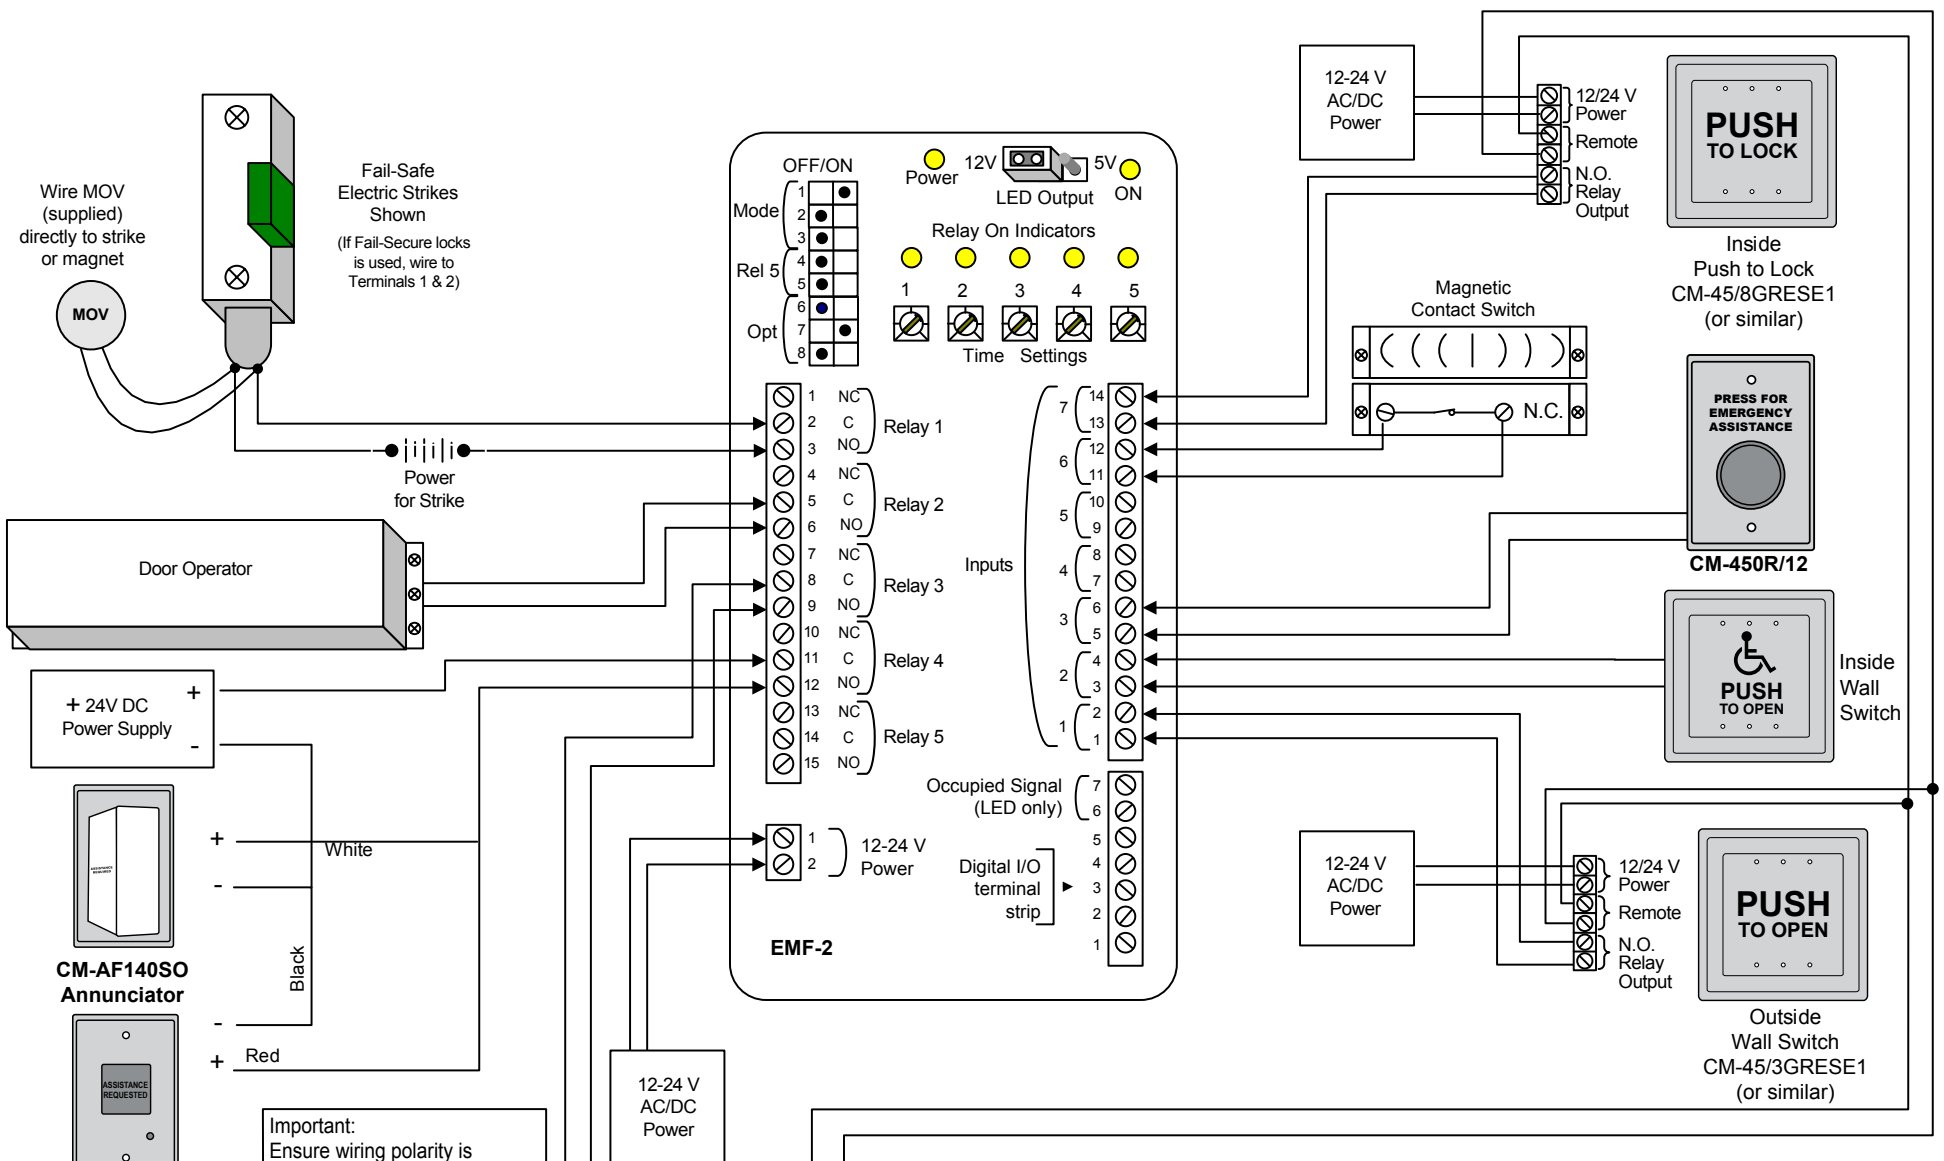 Wire MOV
(supplied)
directly to strike
or magnet
MOV
Fail-Safe
Electric Strikes
Shown
(If Fail-Secure locks
is used, wire to
Terminals 1 & 2)
Power
for Strike
Door Operator
+ 24V DC
Power Supply
+
-
+
White
-
Black
ASSISTANCE
REQUIRED
CM-AF140SO
Annunciator
-
+
Red
ASSISTANCE
REQUESTED
Important:
Ensure wiring polarity is
12-24 V
AC/DC
Power
OFF/ON
Mode
1
2
3
Rel 5
4
5
Opt
6
7
8
Power
12V
5V
LED Output
ON
Relay On Indicators
1 2 3 4 5
Time Settings
1 NC
2 C
3 NO
Relay 1
4 NC
5 C
6 NO
Relay 2
7 NC
8 C
9 NO
Relay 3
10 NC
11 C
12 NO
Relay 4
13 NC
14 C
15 NO
Relay 5
1
2
12-24 V
Power
EMF-2
Inputs
7
14
13
6
12
11
5
10
9
4
8
7
3
6
5
2
4
3
1
2
1
Occupied Signal
(LED only)
7
6
5
4
3
2
1
Digital I/O
terminal
strip
12-24 V
AC/DC
Power
12/24 V
Power
Remote
N.O.
Relay
Output
PUSH
TO LOCK
Inside
Push to Lock
CM-45/8GRESE1
(or similar)
Magnetic
Contact Switch
N.C.
PRESS FOR
EMERGENCY
ASSISTANCE
CM-450R/12
PUSH
TO OPEN
Inside
Wall
Switch
12-24 V
AC/DC
Power
12/24 V
Power
Remote
N.O.
Relay
Output
PUSH
TO OPEN
Outside
Wall Switch
CM-45/3GRESE1
(or similar)